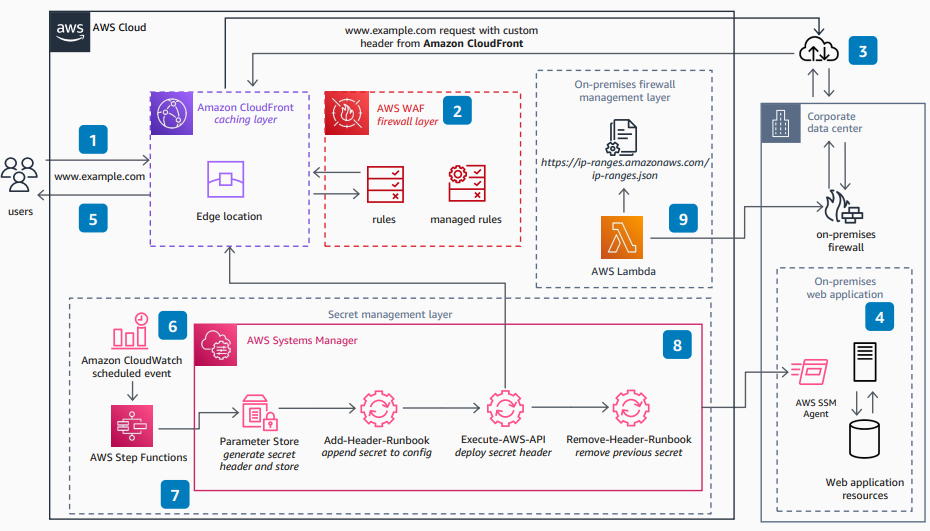 aws
AWS Cloud
www.example.com request with custom
header from Amazon CloudFront
3
On-premises firewall
management layer
Corporate
data center
Amazon CloudFront
caching layer
AWS WAF
firewall layer
2
1
https://ip-ranges.amazonaws.com/
ip-ranges.json
www.example.com
users
5
Edge location
rules
managed rules
9
AWS Lambda
on-premises
firewall
On-premises
web application
4
Secret management layer
6
AWS Systems Manager
8
Amazon CloudWatch
scheduled event
AWS SSM
Agent
AWS Step Functions
Parameter Store
generate secret
header and store
Add-Header-Runbook
append secret to config
Execute-AWS-API
deploy secret header
Remove-Header-Runbook
remove previous secret
Web application
resources
7